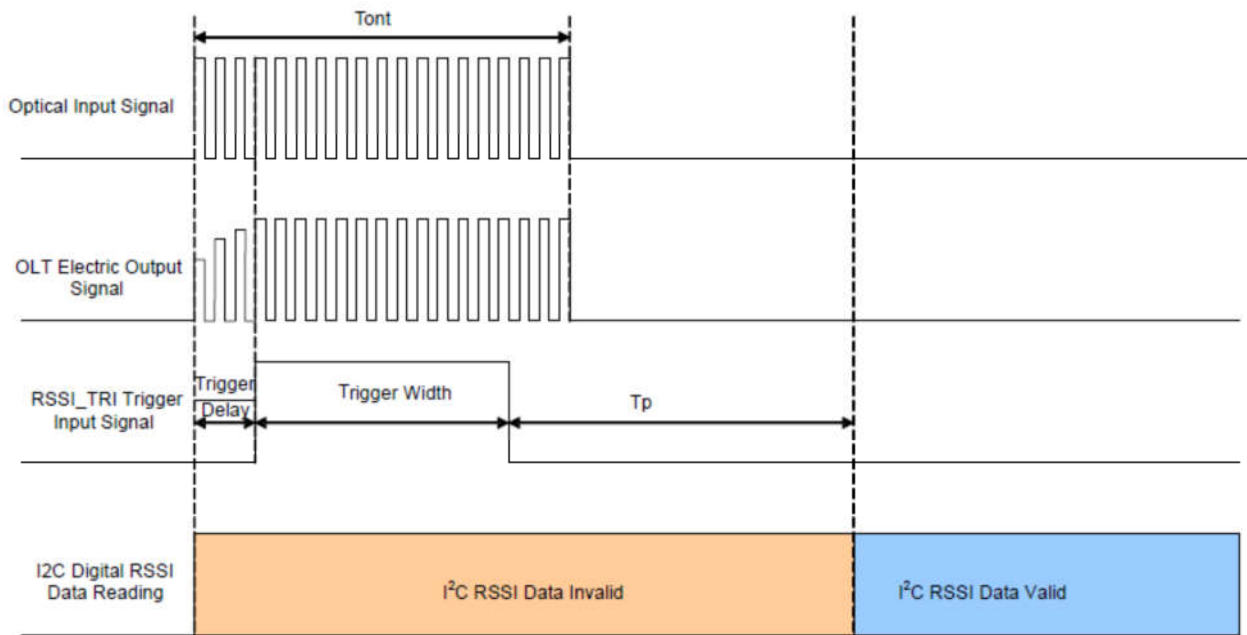 Tont
Optical Input Signal
OLT Electric Output
Signal
RSSI_TRI Trigger
Input Signal
Trigger
Delay
Trigger Width
Tp
I2C Digital RSSI
Data Reading
I²C RSSI Data Invalid
I²C RSSI Data Valid